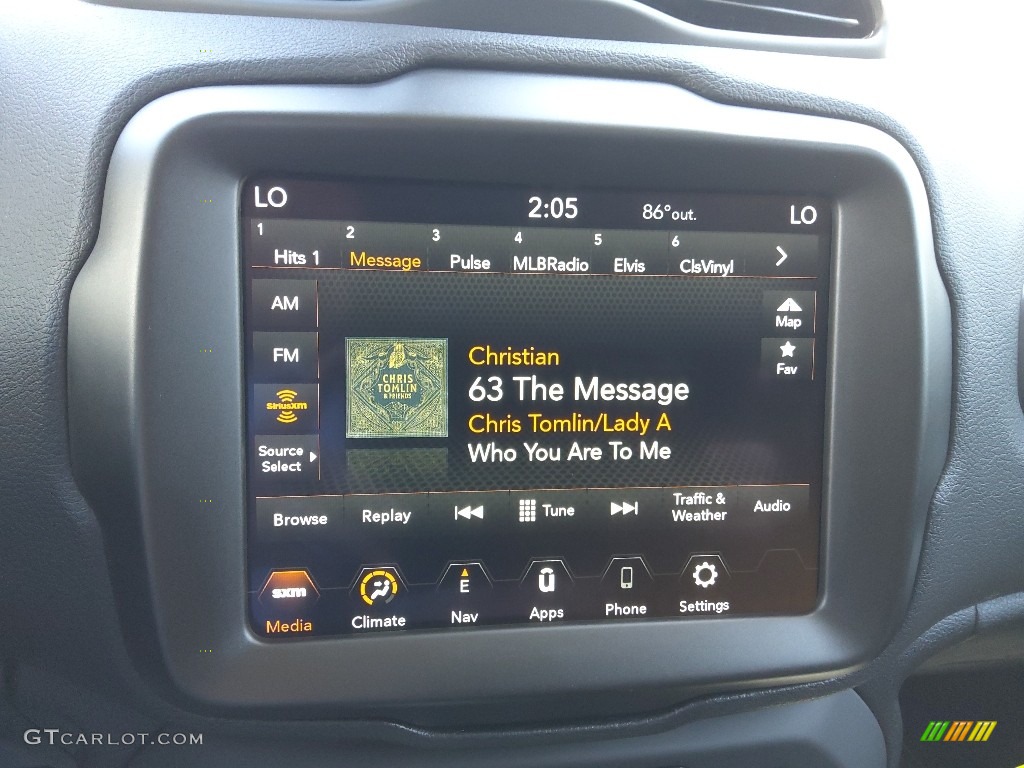 LO 2:05 86°out. LO
1 2 3 4 5 6
Hits 1 Message Pulse MLBRadio Elvis ClsVinyl
AM
Map
FM
Fav
siriusxm
Source
Select
CHRIS
TOMLIN
& FRIENDS
Christian
63 The Message
Chris Tomlin/Lady A
Who You Are To Me
Browse Replay Tune Traffic & Weather Audio
sxm E
Media Climate Nav Apps Phone Settings
GTCARLOT.COM